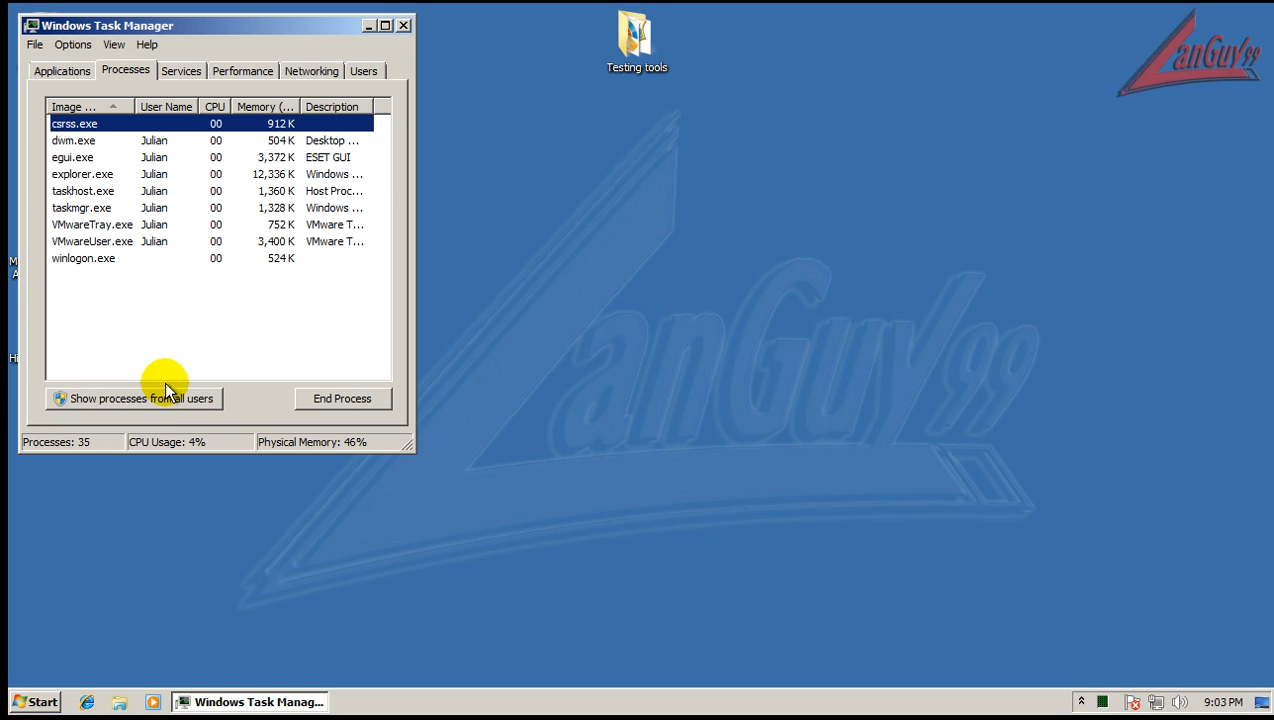 Windows Task Manager
File Options View Help
Applications Processes Services Performance Networking Users
Image ... User Name CPU Memory (... Description
csrss.exe 00 912 K
dwm.exe Julian 00 504 K Desktop ...
egui.exe Julian 00 3,372 K ESET GUI
explorer.exe Julian 00 12,336 K Windows ...
taskhost.exe Julian 00 1,360 K Host Proc...
taskmgr.exe Julian 00 1,328 K Windows ...
VMwareTray.exe Julian 00 752 K VMware T...
VMwareUser.exe Julian 00 3,400 K VMware T...
winlogon.exe 00 524 K
Show processes from all users End Process
Processes: 35 CPU Usage: 4% Physical Memory: 46%
Testing tools
LanGuy99
LanGuy99
M
A
Hi
Start Windows Task Manag... 9:03 PM